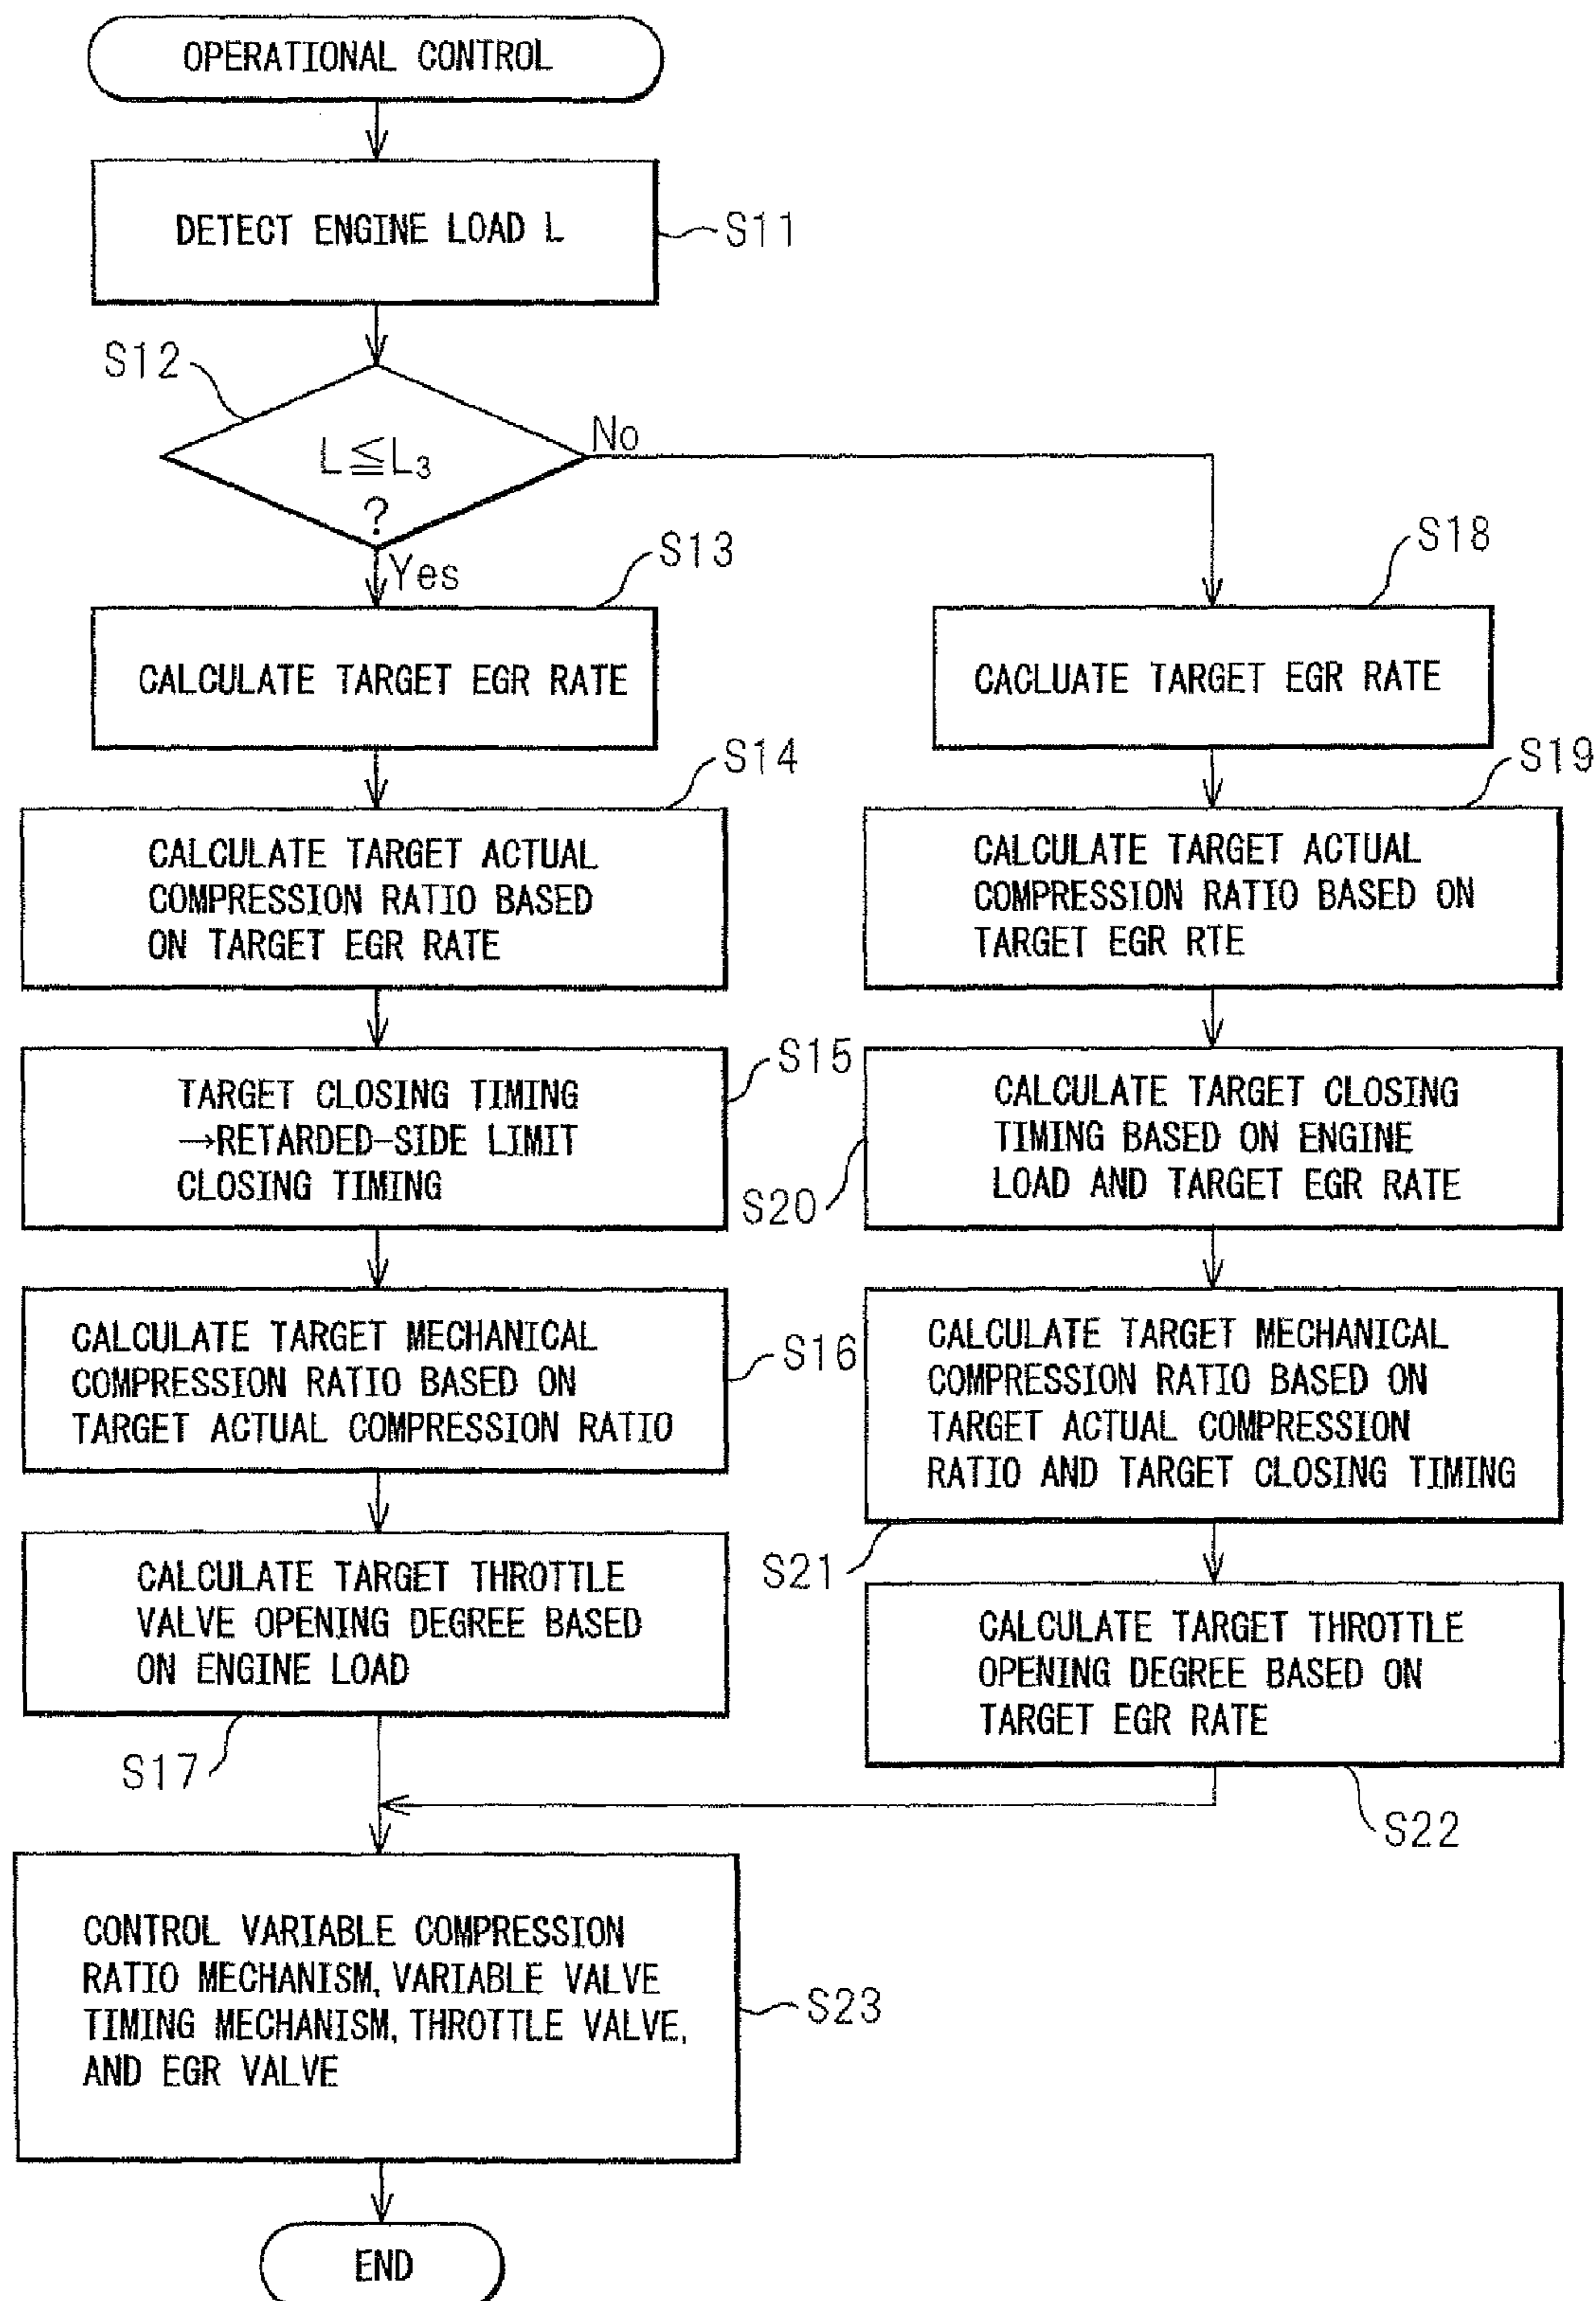 OPERATIONAL CONTROL
DETECT ENGINE LOAD L
S11
S12
L≦L₃
?
No
Yes
S13
CALCULATE TARGET EGR RATE
S14
CALCULATE TARGET ACTUAL
COMPRESSION RATIO BASED
ON TARGET EGR RATE
TARGET CLOSING TIMING
→RETARDED-SIDE LIMIT
CLOSING TIMING
S15
CALCULATE TARGET MECHANICAL
COMPRESSION RATIO BASED ON
TARGET ACTUAL COMPRESSION RATIO
S16
CALCULATE TARGET THROTTLE
VALVE OPENING DEGREE BASED
ON ENGINE LOAD
S17
S18
CACLUATE TARGET EGR RATE
S19
CALCULATE TARGET ACTUAL
COMPRESSION RATIO BASED ON
TARGET EGR RTE
CALCULATE TARGET CLOSING
TIMING BASED ON ENGINE
LOAD AND TARGET EGR RATE
S20
CALCULATE TARGET MECHANICAL
COMPRESSION RATIO BASED ON
TARGET ACTUAL COMPRESSION
RATIO AND TARGET CLOSING TIMING
S21
CALCULATE TARGET THROTTLE
OPENING DEGREE BASED ON
TARGET EGR RATE
S22
CONTROL VARIABLE COMPRESSION
RATIO MECHANISM, VARIABLE VALVE
TIMING MECHANISM, THROTTLE VALVE,
AND EGR VALVE
S23
END